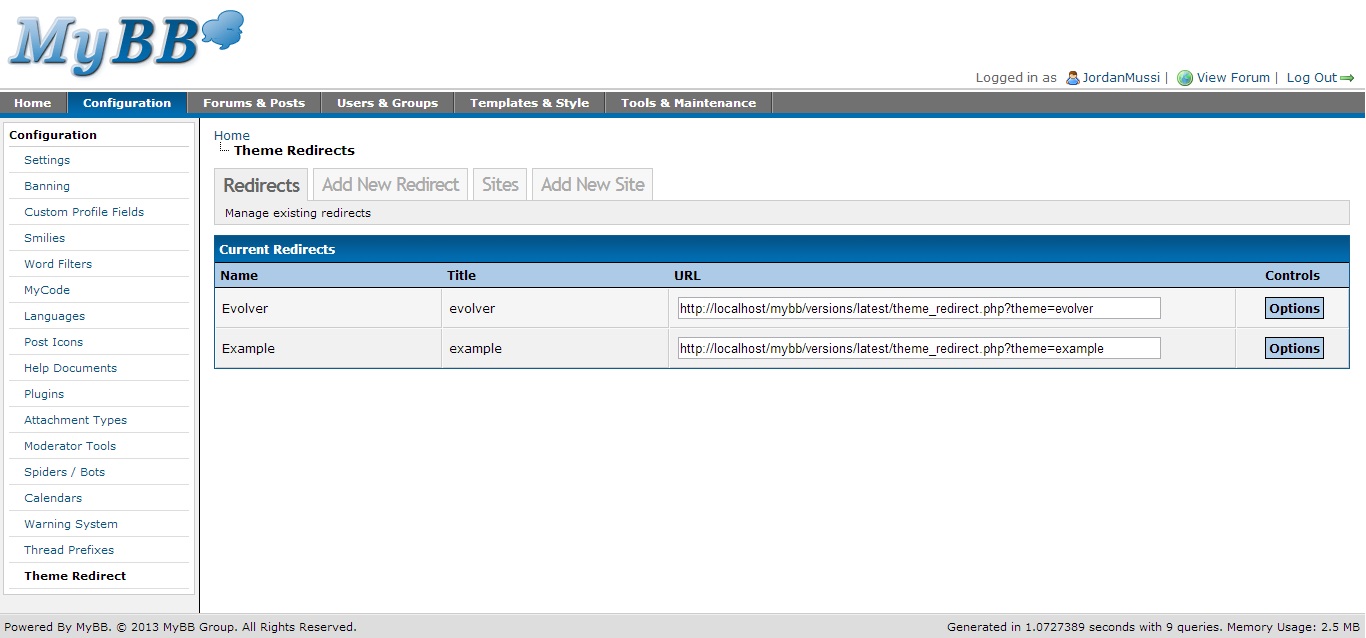 MyBB
Logged in as JordanMussi | View Forum | Log Out
Home Configuration Forums & Posts Users & Groups Templates & Style Tools & Maintenance
Configuration
Settings
Banning
Custom Profile Fields
Smilies
Word Filters
MyCode
Languages
Post Icons
Help Documents
Plugins
Attachment Types
Moderator Tools
Spiders / Bots
Calendars
Warning System
Thread Prefixes
Theme Redirect
Home
Theme Redirects
Redirects Add New Redirect Sites Add New Site
Manage existing redirects
Current Redirects
Name Title URL Controls
Evolver evolver http://localhost/mybb/versions/latest/theme_redirect.php?theme=evolver Options
Example example http://localhost/mybb/versions/latest/theme_redirect.php?theme=example Options
Powered By MyBB. © 2013 MyBB Group. All Rights Reserved.
Generated in 1.0727389 seconds with 9 queries. Memory Usage: 2.5 MB